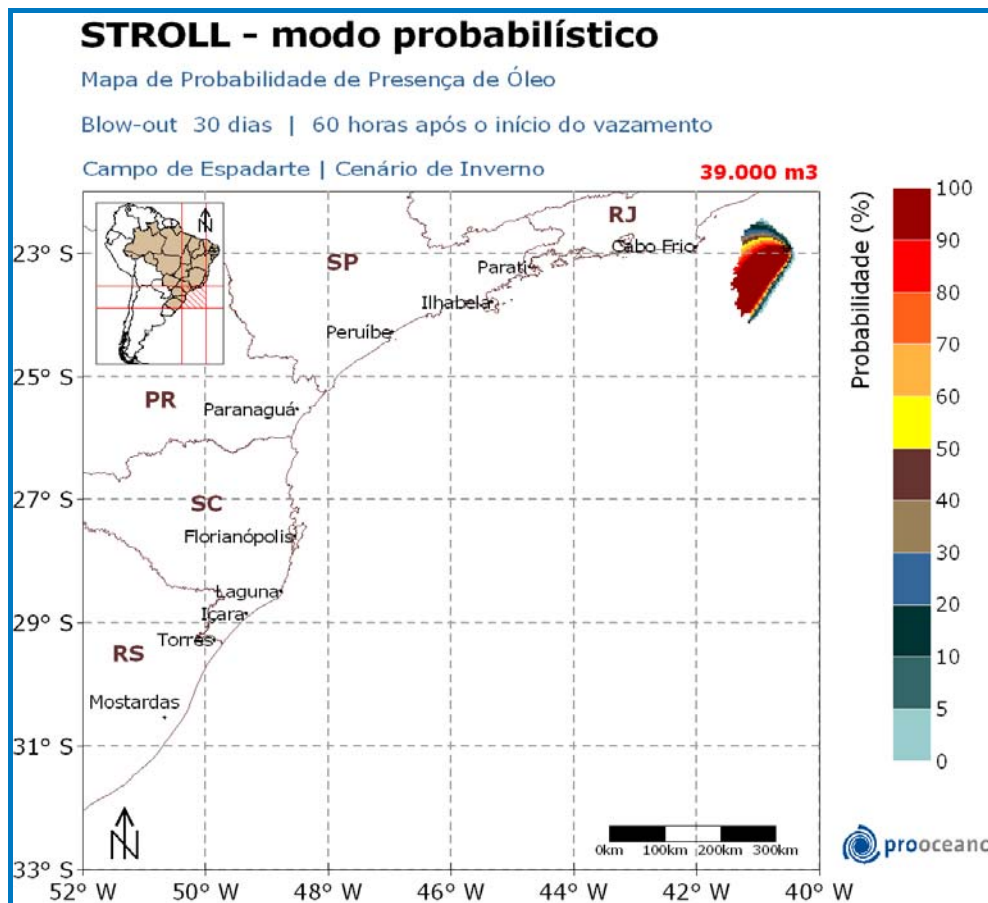 STROLL - modo probabilístico
Mapa de Probabilidade de Presença de Óleo
Blow-out 30 dias | 60 horas após o início do vazamento
Campo de Espadarte | Cenário de Inverno
39.000 m3
N
RJ
23° S
SP
Cabo Frio
Parati
Ilhabela
Peruíbe
25° S
PR
Paranaguá
27° S
SC
Florianópolis
Laguna
29° S
Içara
Torres
RS
Mostardas
31° S
N
0km 100km 200km 300km
33° S
52° W 50° W 48° W 46° W 44° W 42° W 40° W
Probabilidade (%)
100
90
80
70
60
50
40
30
20
10
5
0
prooceano